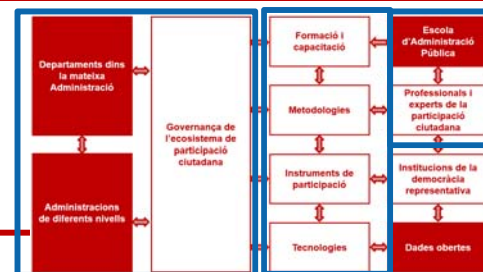 Departaments dins
la mateixa
Administració
Administracions
de diferents nivells
Governança de
l'ecosistema de
participació
ciutadana
Formació i
capacitació
Metodologies
Instruments de
participació
Tecnologies
Escola
d'Administració
Pública
Professionals i
experts de la
participació
ciutadana
Institucions de la
democràcia
representativa
Dades obertes